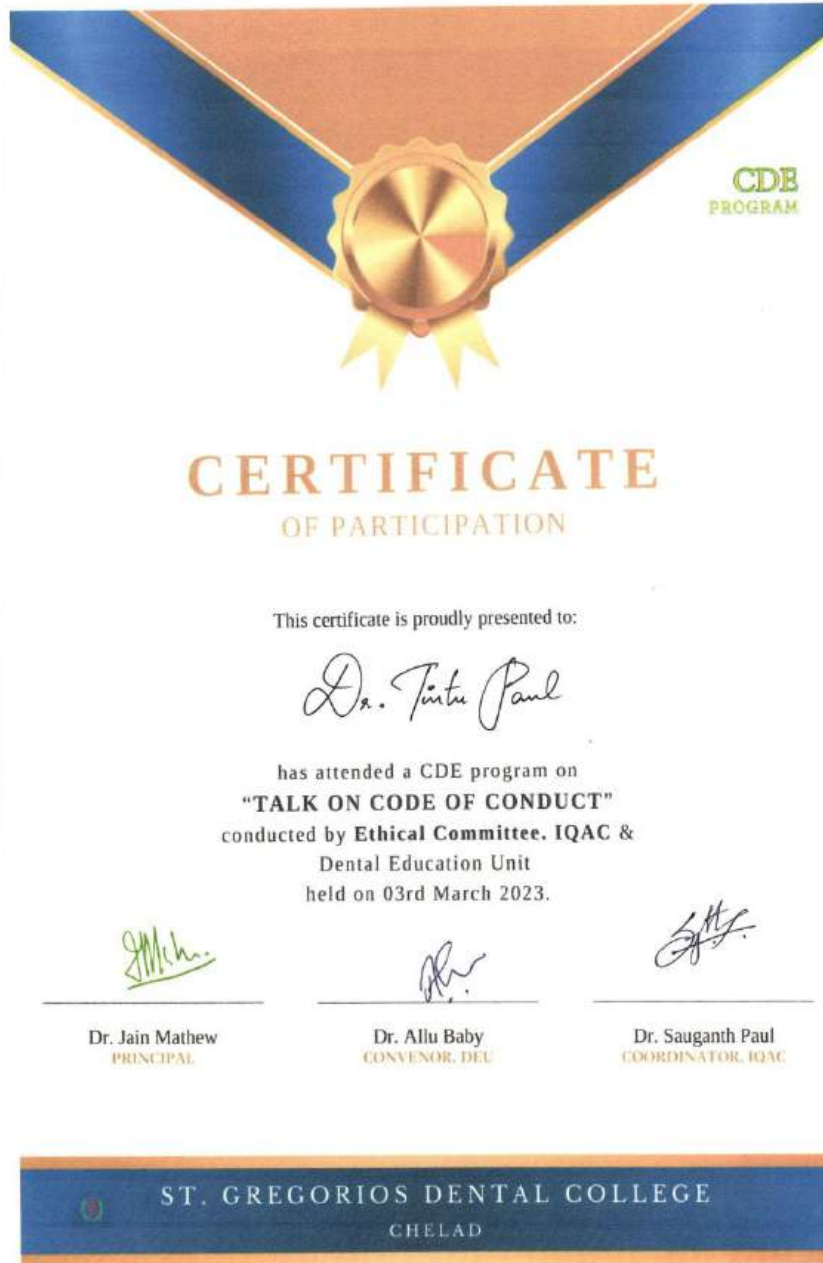 CDE
PROGRAM
CERTIFICATE
OF PARTICIPATION
This certificate is proudly presented to:
Dr. Tintu Paul
has attended a CDE program on
“TALK ON CODE OF CONDUCT”
conducted by Ethical Committee. IQAC &
Dental Education Unit
held on 03rd March 2023.
Dr. Jain Mathew
PRINCIPAL
Dr. Allu Baby
CONVENOR, DEU
Dr. Sauganth Paul
COORDINATOR, IQAC
ST. GREGORIOS DENTAL COLLEGE
CHELAD